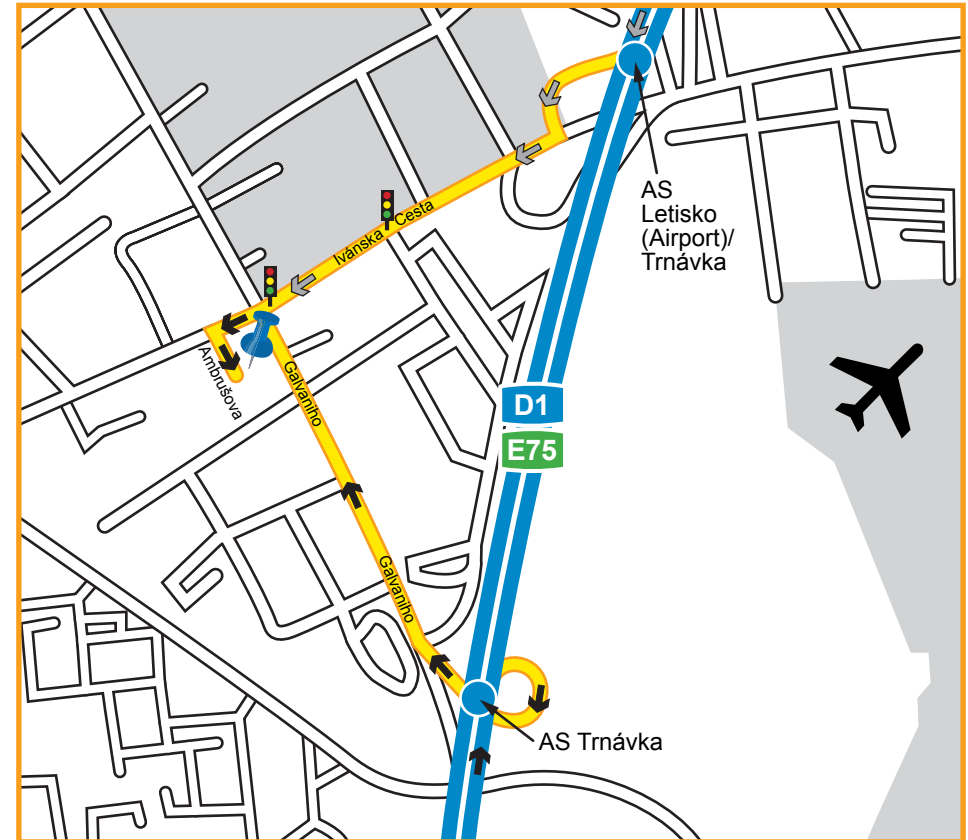 AS
Letisko
(Airport)/
Trnávka
Ivánska Cesta
Ambrušova
Galvaniho
D1
E75
Galvaniho
AS Trnávka